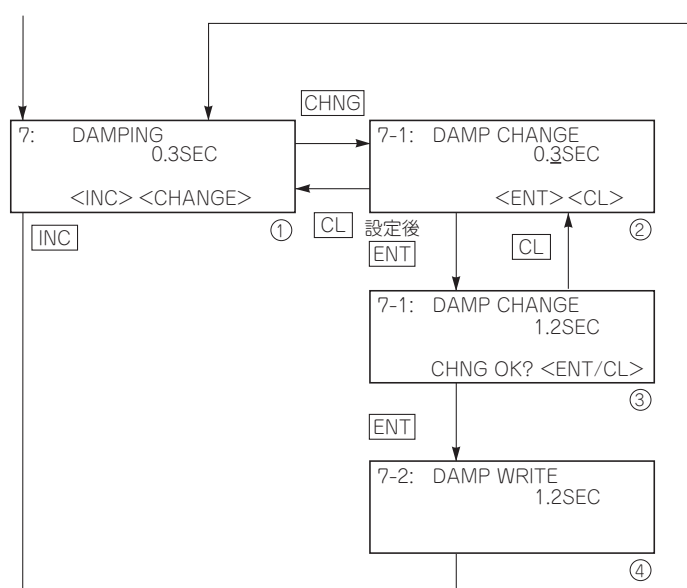 CHNG
7: DAMPING
0.3SEC
<INC> <CHANGE>
①
7-1: DAMP CHANGE
0.3SEC
<ENT> <CL>
②
INC
CL 設定後
ENT
CL
7-1: DAMP CHANGE
1.2SEC
CHNG OK? <ENT/CL>
③
ENT
7-2: DAMP WRITE
1.2SEC
④